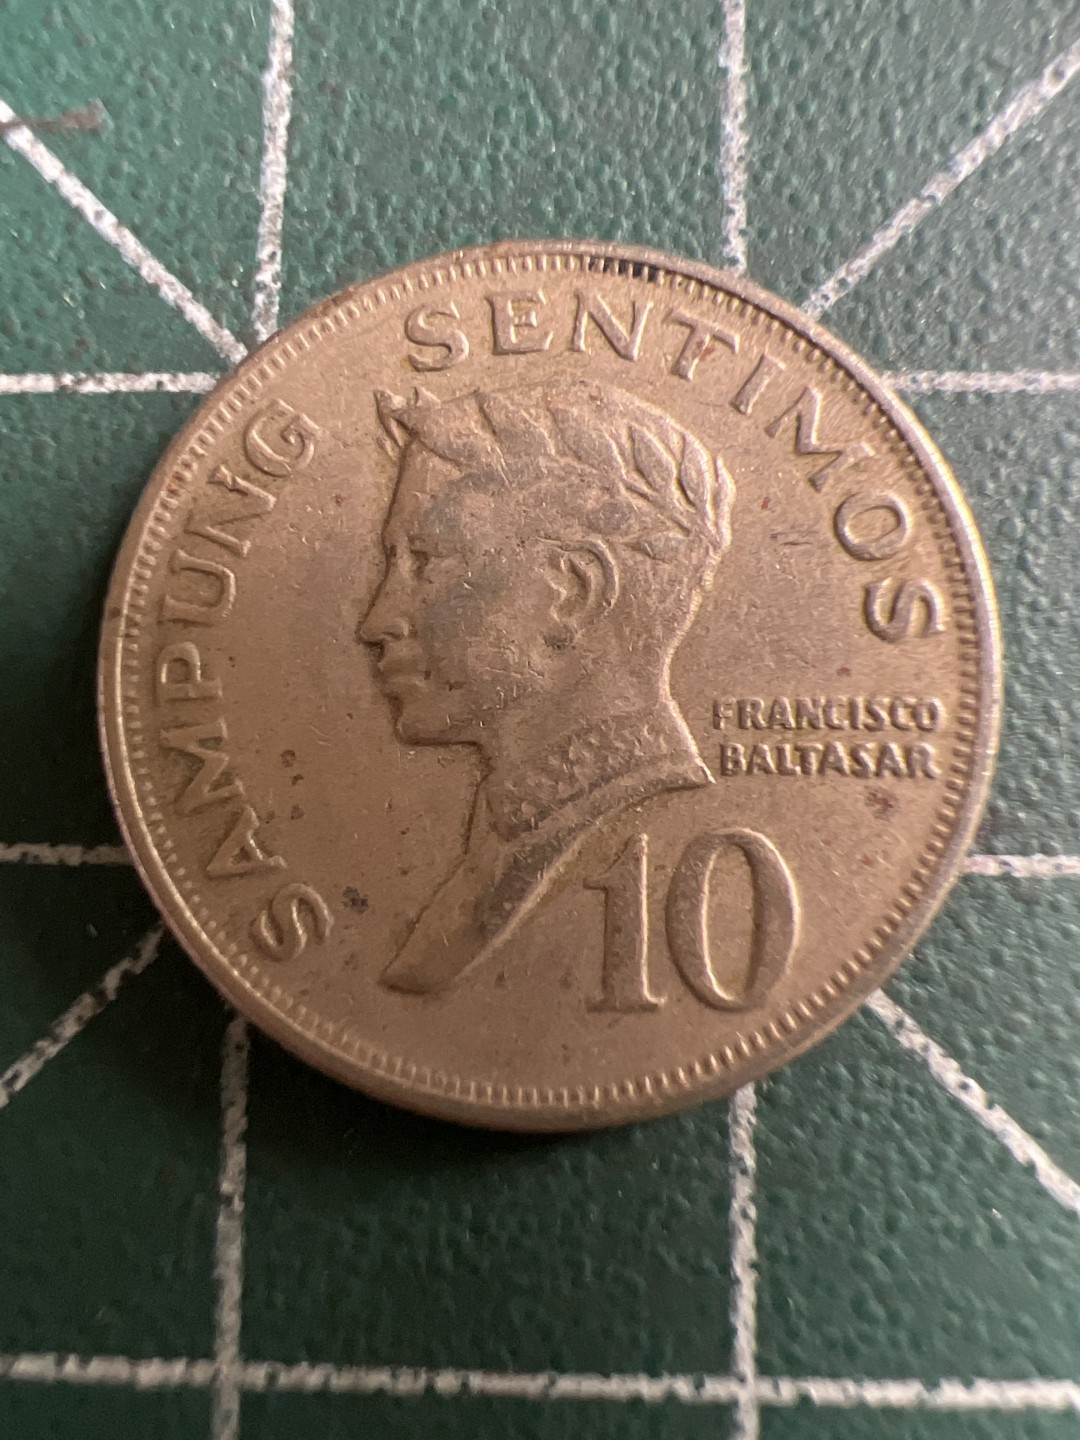 SAMPUNG SENTIMOS
FRANCISCO
BALTASAR
10